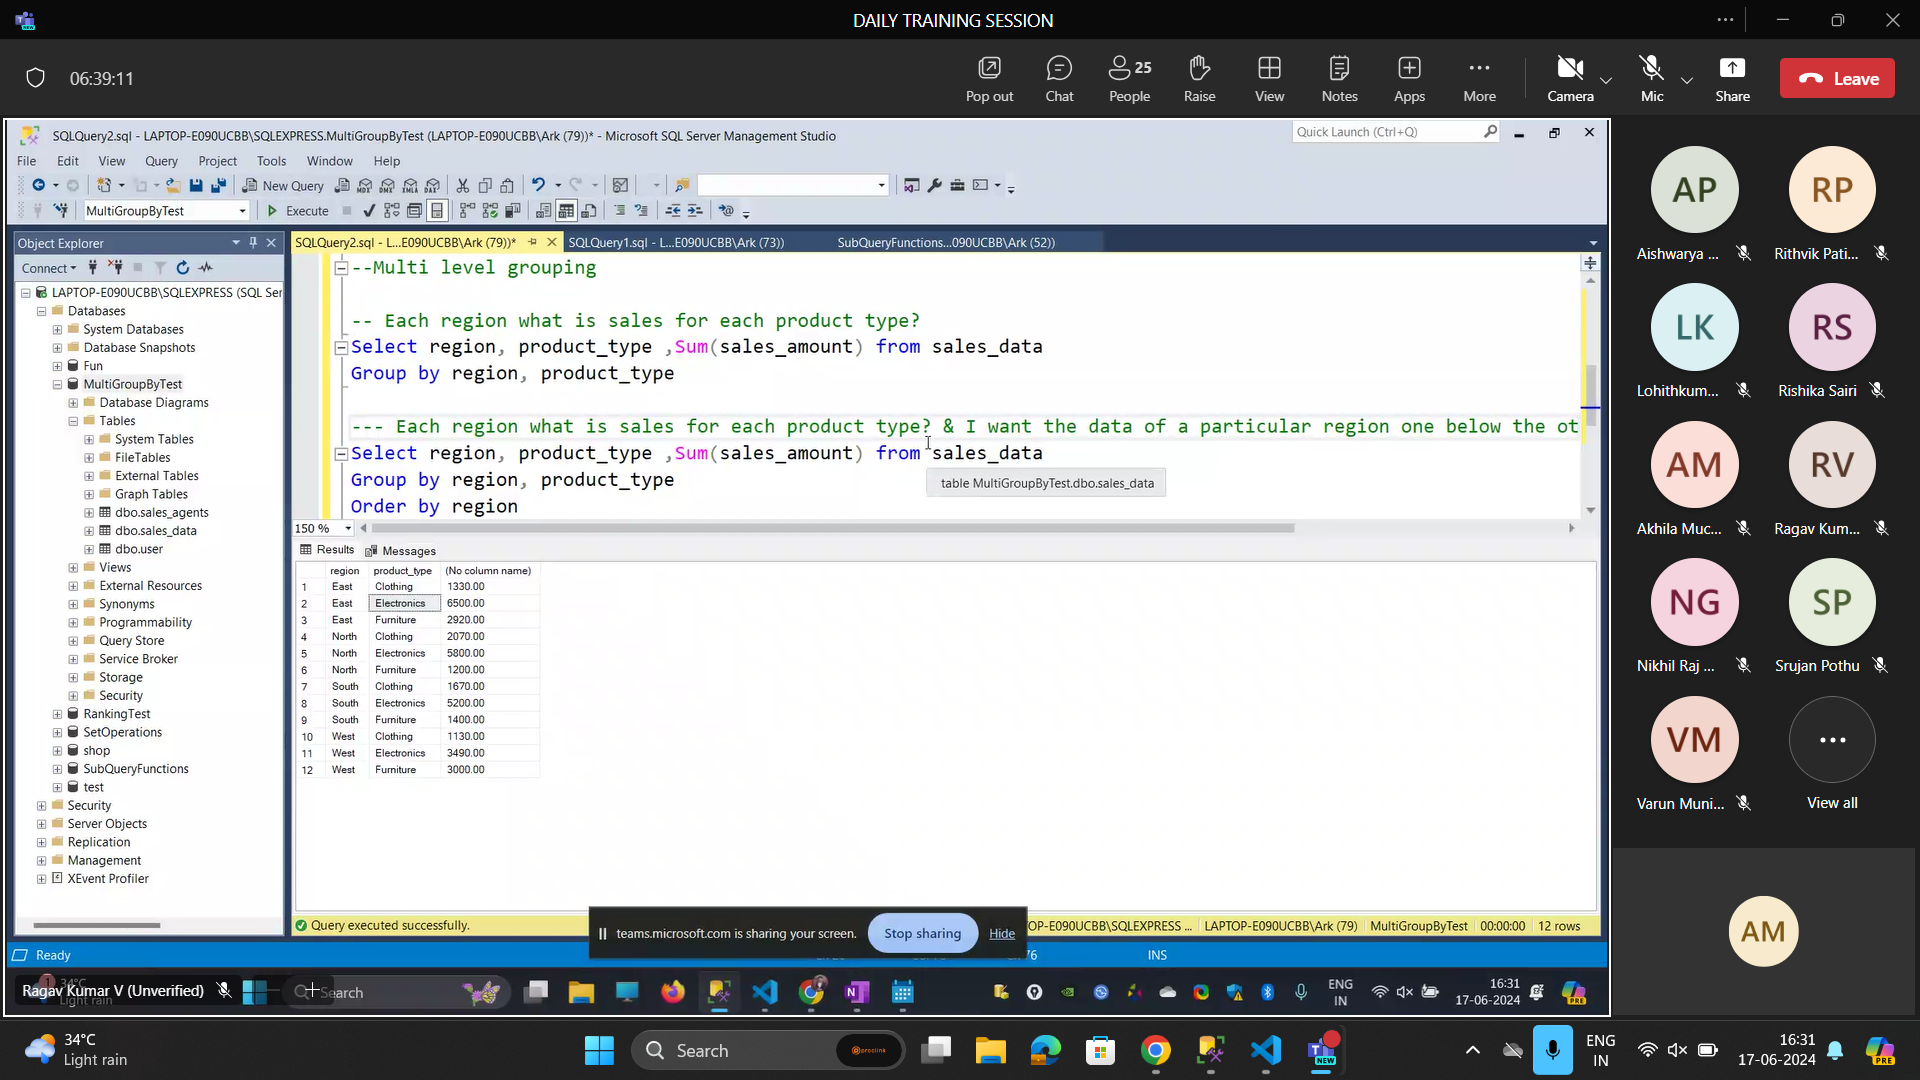 DAILY TRAINING SESSION
06:39:11
Pop out
Chat
People 25
Raise
View
Notes
Apps
More
Camera
Mic
Share
Leave
SQLQuery2.sql - LAPTOP-E090UCBB\SQLEXPRESS.MultiGroupByTest (LAPTOP-E090UCBB\Ark (79))* - Microsoft SQL Server Management Studio
Quick Launch (Ctrl+Q)
File Edit View Query Project Tools Window Help
New Query
MultiGroupByTest
Execute
Object Explorer
SQLQuery2.sql - L...E090UCBB\Ark (79))*
SQLQuery1.sql - L...E090UCBB\Ark (73))
SubQueryFunctions...090UCBB\Ark (52))
Connect
LAPTOP-E090UCBB\SQLEXPRESS (SQL Ser
Databases
System Databases
Database Snapshots
Fun
MultiGroupByTest
Database Diagrams
Tables
System Tables
FileTables
External Tables
Graph Tables
dbo.sales_agents
dbo.sales_data
dbo.user
Views
External Resources
Synonyms
Programmability
Query Store
Service Broker
Storage
Security
RankingTest
SetOperations
shop
SubQueryFunctions
test
Security
Server Objects
Replication
Management
XEvent Profiler
--Multi level grouping
-- Each region what is sales for each product type?
Select region, product_type ,Sum(sales_amount) from sales_data
Group by region, product_type
--- Each region what is sales for each product type? & I want the data of a particular region one below the ot
Select region, product_type ,Sum(sales_amount) from sales_data
Group by region, product_type
Order by region
table MultiGroupByTest.dbo.sales_data
150 %
Results Messages
region product_type (No column name)
1 East Clothing 1330.00
2 East Electronics 6500.00
3 East Furniture 2920.00
4 North Clothing 2070.00
5 North Electronics 5800.00
6 North Furniture 1200.00
7 South Clothing 1670.00
8 South Electronics 5200.00
9 South Furniture 1400.00
10 West Clothing 1130.00
11 West Electronics 3490.00
12 West Furniture 3000.00
Query executed successfully.
LAPTOP-E090UCBB\Ark (79) MultiGroupByTest 00:00:00 12 rows
teams.microsoft.com is sharing your screen.
Stop sharing
Hide
Ready
INS
Ragav Kumar V (Unverified)
34°C
Light rain
Search
ENG
IN
16:31
17-06-2024
PRE
AP
Aishwarya ...
RP
Rithvik Pati...
LK
Lohithkum...
RS
Rishika Sairi
AM
Akhila Muc...
RV
Ragav Kum...
NG
Nikhil Raj ...
SP
Srujan Pothu
VM
Varun Muni...
View all
AM
34°C
Light rain
Search
proclink
NEW
ENG
IN
16:31
17-06-2024
PRE